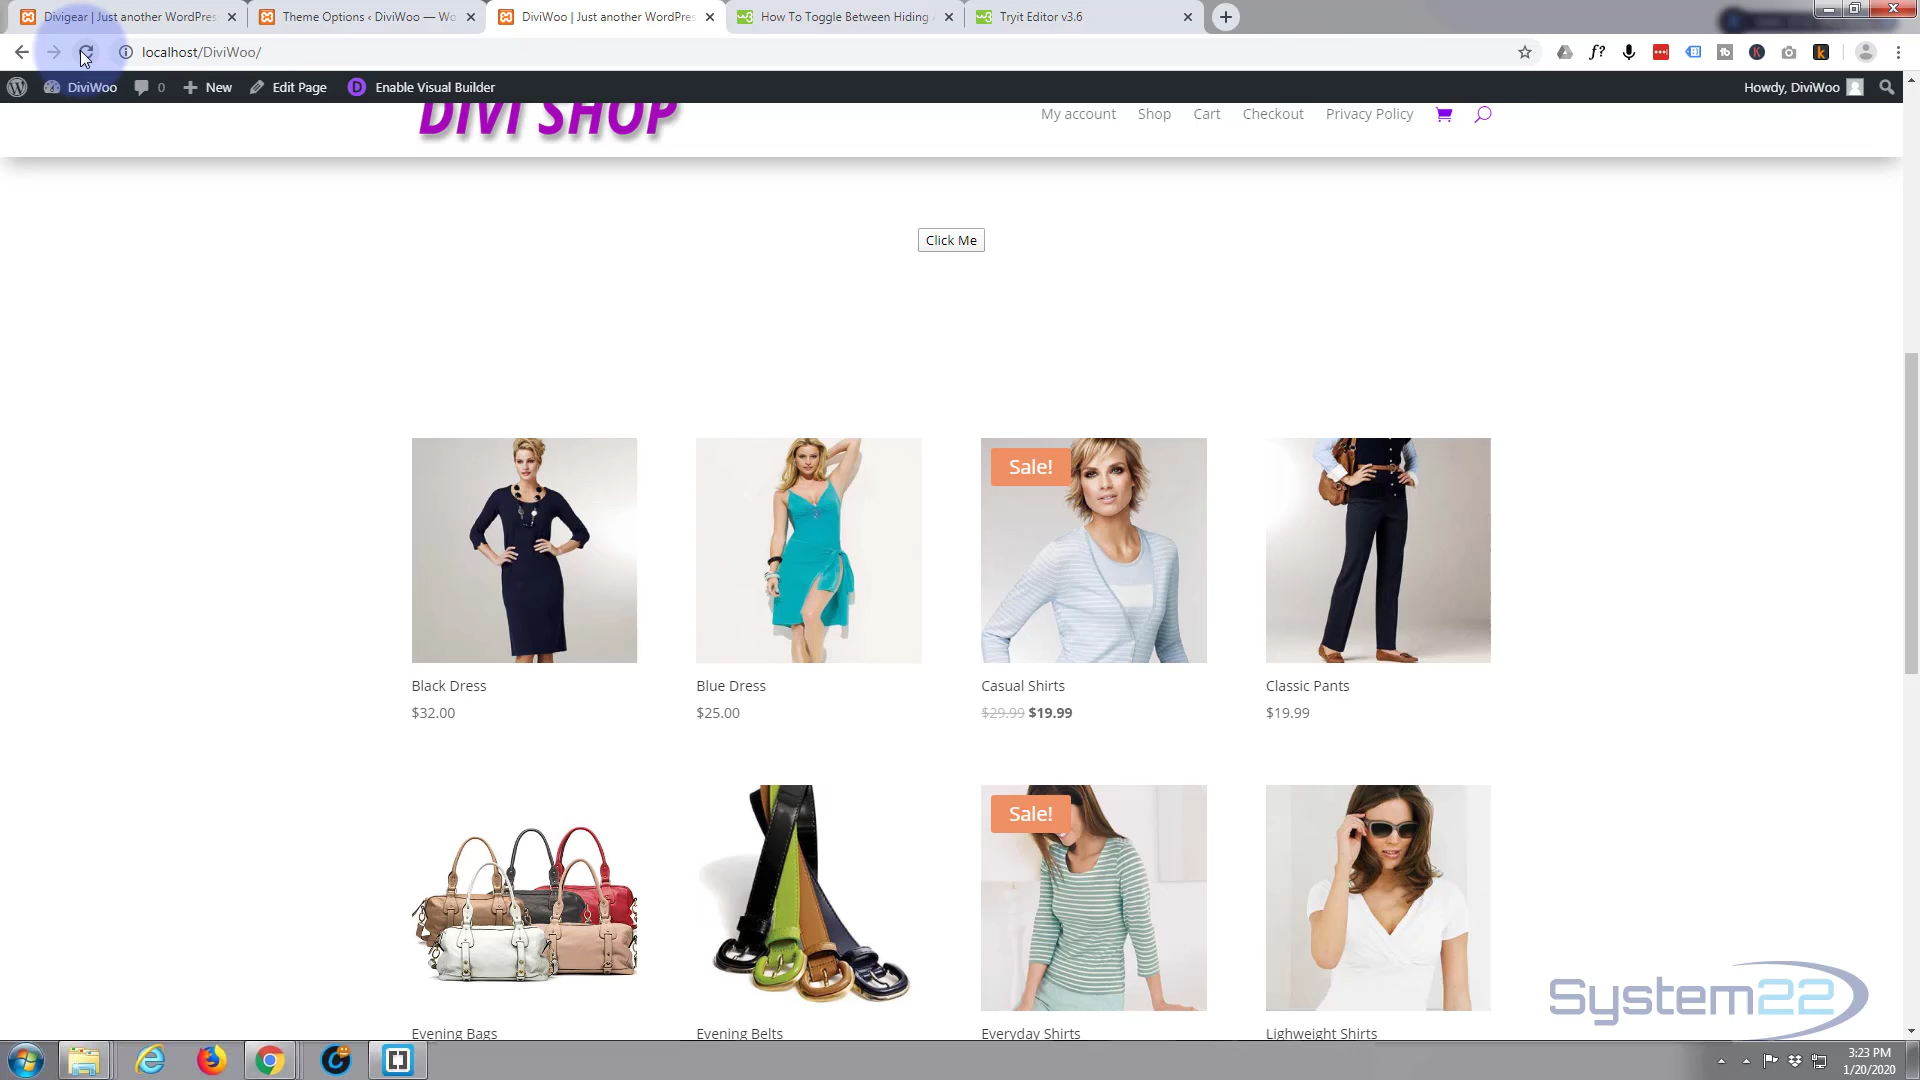 Divigear | Just another WordPres
Theme Options ‹ DiviWoo — Wo
DiviWoo | Just another WordPres
How To Toggle Between Hiding
Tryit Editor v3.6
localhost/DiviWoo/
DiviWoo
0
New
Edit Page
Enable Visual Builder
Howdy, DiviWoo
DIVI SHOP
My account
Shop
Cart
Checkout
Privacy Policy
Click Me
Sale!
Black Dress
Blue Dress
Casual Shirts
Classic Pants
$32.00
$25.00
$29.99 $19.99
$19.99
Sale!
Evening Bags
Evening Belts
Everyday Shirts
Lighweight Shirts
System22
3:23 PM
1/20/2020